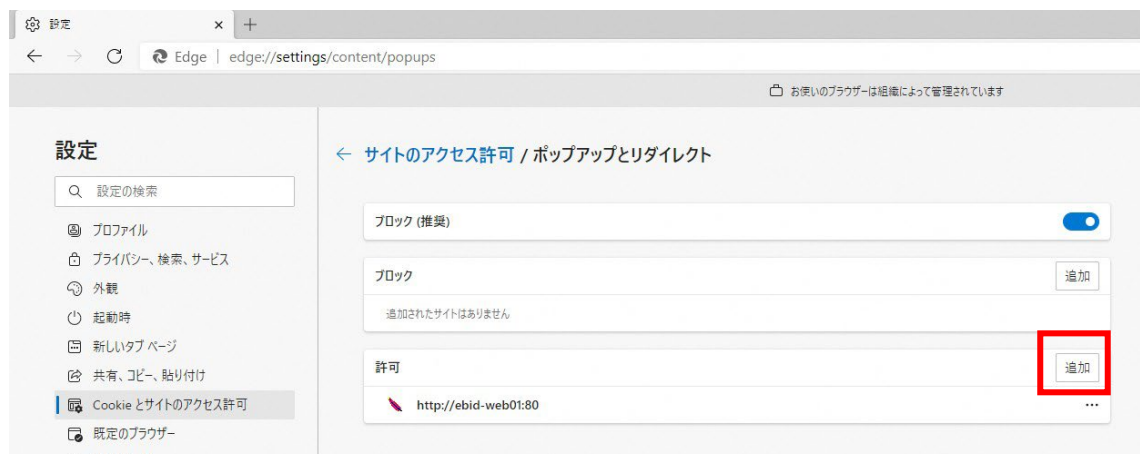 設定
Edge | edge://settings/content/popups
お使いのブラウザーは組織によって管理されています
設定
設定の検索
プロファイル
プライバシー、検索、サービス
外観
起動時
新しいタブ ページ
共有、コピー、貼り付け
Cookie とサイトのアクセス許可
既定のブラウザー
サイトのアクセス許可 / ポップアップとリダイレクト
ブロック (推奨)
ブロック
追加
追加されたサイトはありません
許可
追加
http://ebid-web01:80